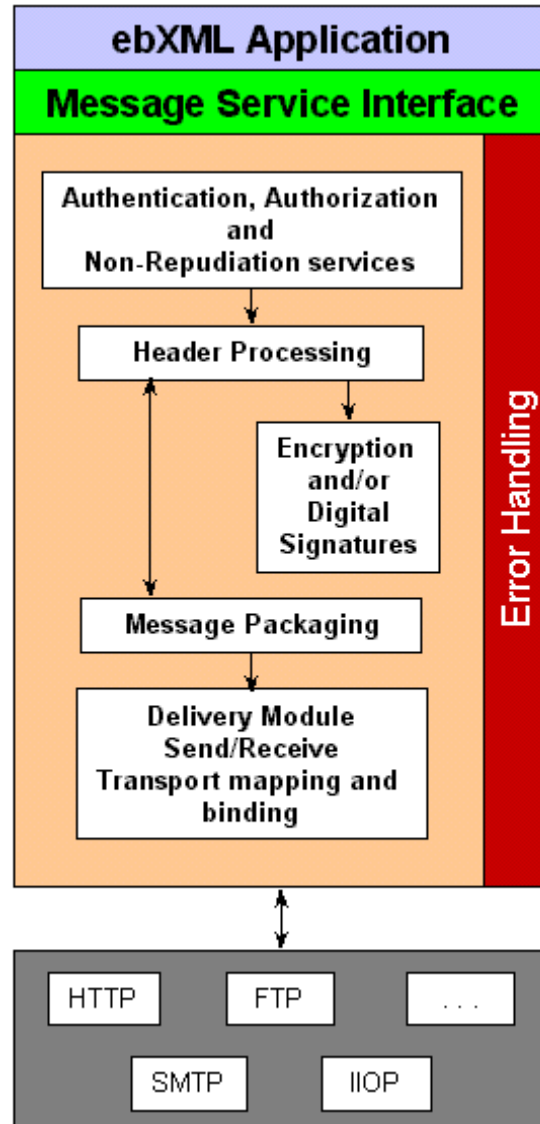 ebXML Application
Message Service Interface
Authentication, Authorization
and
Non-Repudiation services
Header Processing
Encryption
and/or
Digital
Signatures
Message Packaging
Delivery Module
Send/Receive
Transport mapping and
binding
Error Handling
HTTP
FTP
. . .
SMTP
IIOP